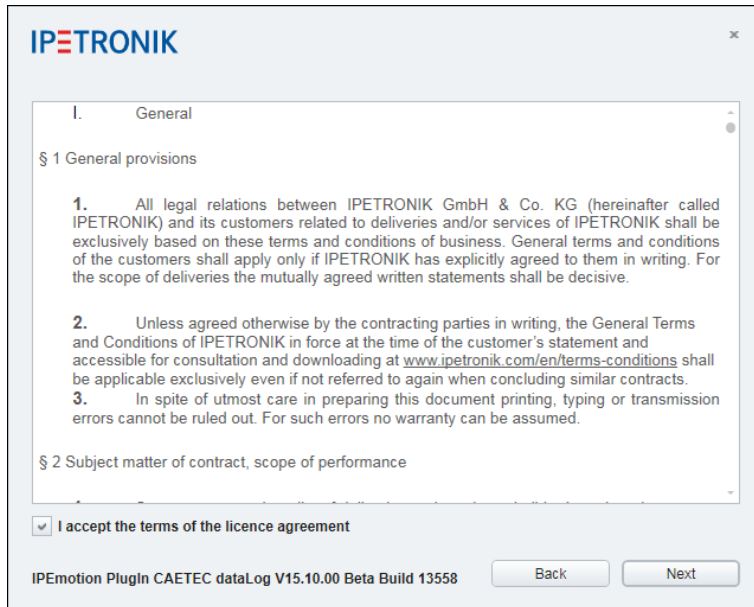 IPETRONIK
I. General
§ 1 General provisions
1. All legal relations between IPETRONIK GmbH & Co. KG (hereinafter called
IPETRONIK) and its customers related to deliveries and/or services of IPETRONIK shall be
exclusively based on these terms and conditions of business. General terms and conditions
of the customers shall apply only if IPETRONIK has explicitly agreed to them in writing. For
the scope of deliveries the mutually agreed written statements shall be decisive.
2. Unless agreed otherwise by the contracting parties in writing, the General Terms
and Conditions of IPETRONIK in force at the time of the customer's statement and
accessible for consultation and downloading at www.ipetronik.com/en/terms-conditions shall
be applicable exclusively even if not referred to again when concluding similar contracts.
3. In spite of utmost care in preparing this document printing, typing or transmission
errors cannot be ruled out. For such errors no warranty can be assumed.
§ 2 Subject matter of contract, scope of performance
I accept the terms of the licence agreement
IPEmotion PlugIn CAETEC dataLog V15.10.00 Beta Build 13558
Back
Next